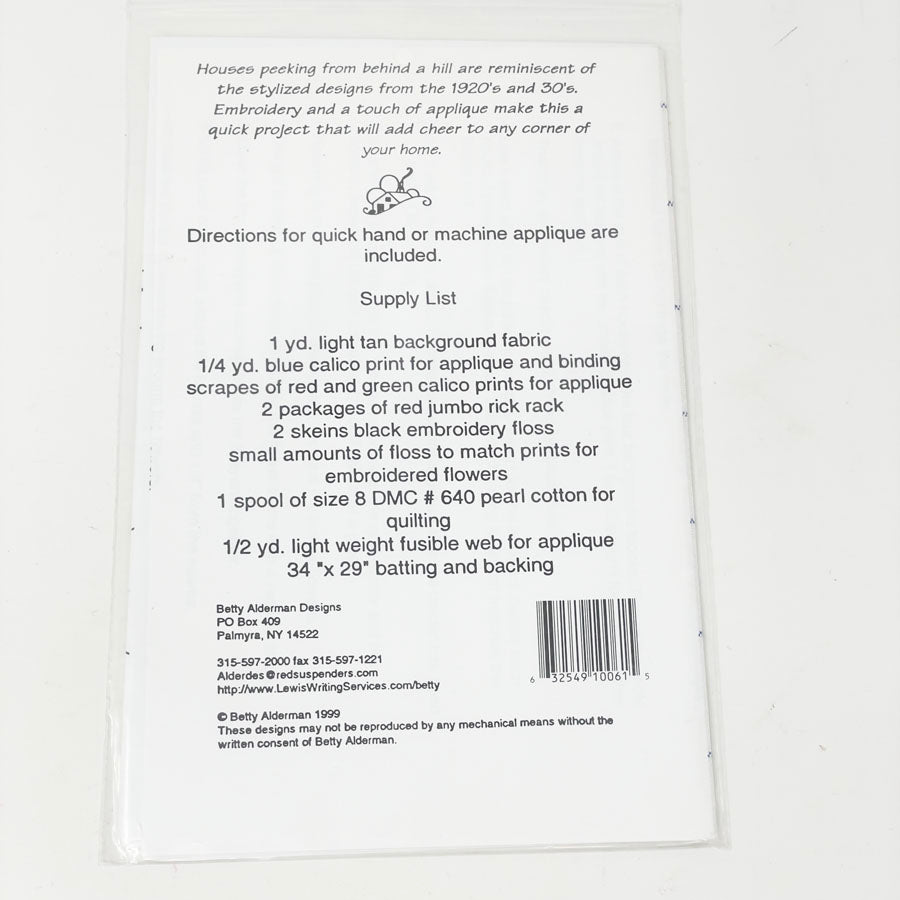 Houses peeking from behind a hill are reminiscent of
the stylized designs from the 1920's and 30's.
Embroidery and a touch of applique make this a
quick project that will add cheer to any corner of
your home.
Directions for quick hand or machine applique are
included.
Supply List
1 yd. light tan background fabric
1/4 yd. blue calico print for applique and binding
scrapes of red and green calico prints for applique
2 packages of red jumbo rick rack
2 skeins black embroidery floss
small amounts of floss to match prints for
embroidered flowers
1 spool of size 8 DMC # 640 pearl cotton for
quilting
1/2 yd. light weight fusible web for applique
34 "x 29" batting and backing
Betty Alderman Designs
PO Box 409
Palmyra, NY 14522
315-597-2000 fax 315-597-1221
Alderdes@redsuspenders.com
http://www.LewisWritingServices.com/betty
© Betty Alderman 1999
These designs may not be reproduced by any mechanical means without the
written consent of Betty Alderman.
6 32549 10061 5